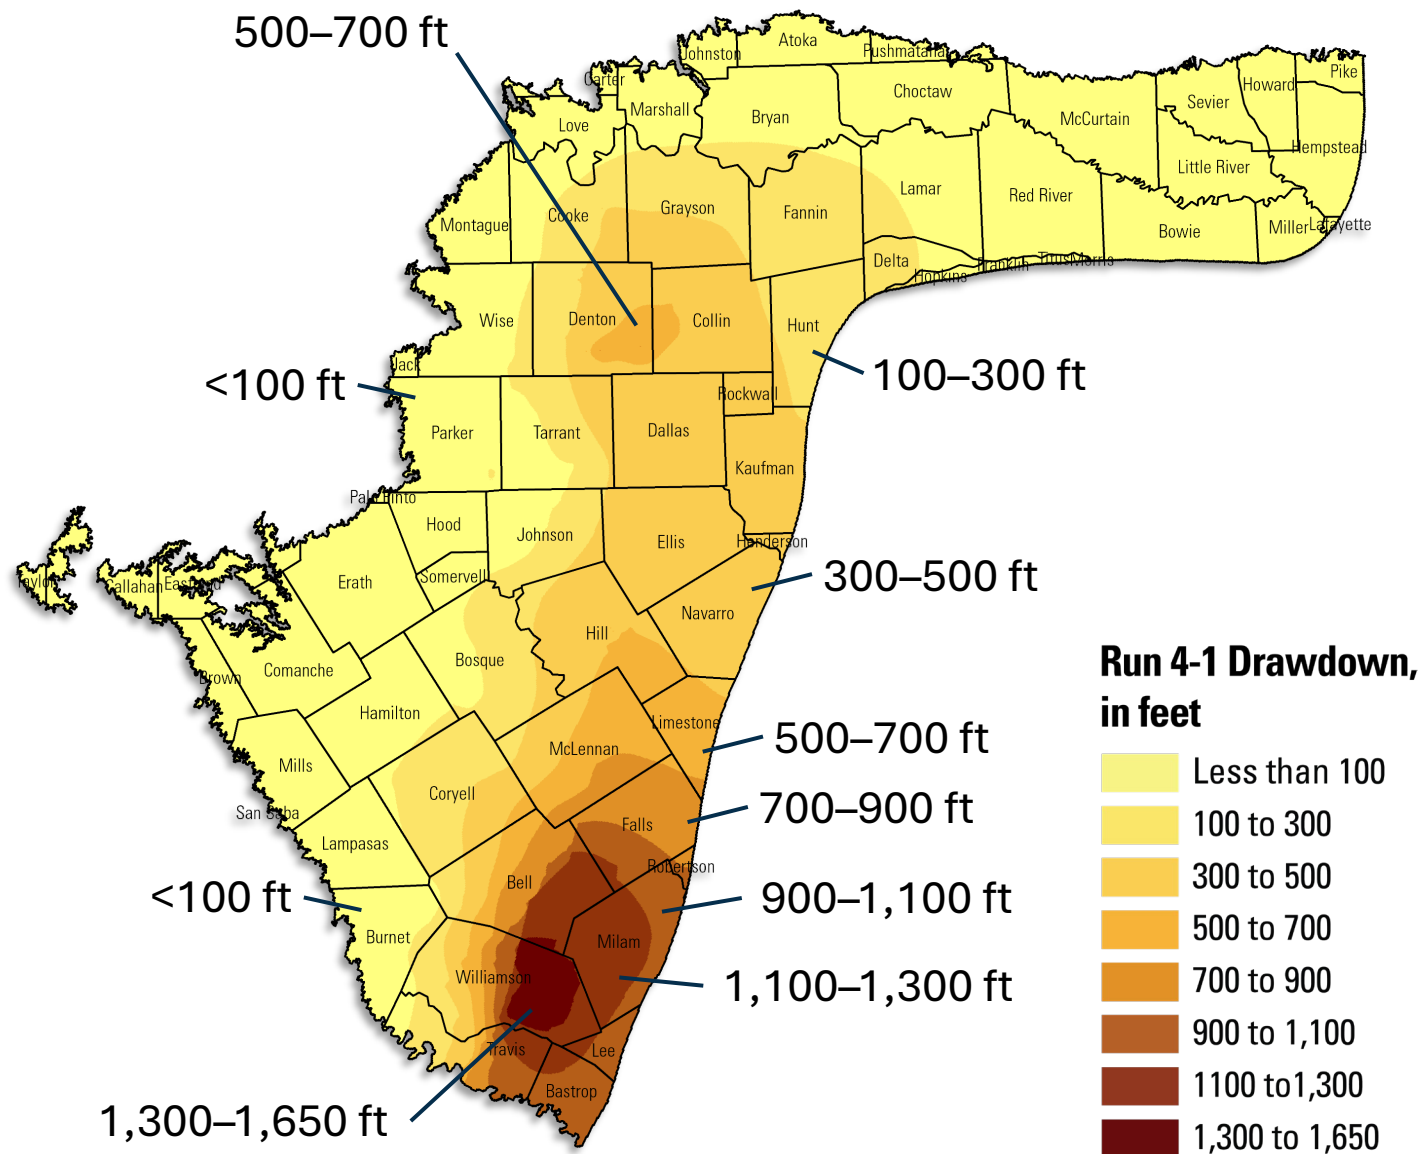 500–700 ft
Johnston
Atoka
Pushmataha
Carter
Marshall
Bryan
Choctaw
McCurtain
Sevier
Howard
Pike
Love
Hempstead
Little River
Lamar
Red River
Cooke
Grayson
Fannin
Montague
Bowie
Miller
Lafayette
Delta
Hopkins
Franklin
Titus
Morris
Wise
Denton
Collin
Hunt
Jack
<100 ft
100–300 ft
Rockwall
Parker
Tarrant
Dallas
Kaufman
Palo Pinto
Hood
Johnson
Ellis
Henderson
Taylor
Callahan
Eastland
Erath
Somervell
300–500 ft
Navarro
Hill
Bosque
Comanche
Brown
Hamilton
Limestone
500–700 ft
McLennan
Mills
Coryell
San Saba
700–900 ft
Falls
Lampasas
Robertson
Bell
<100 ft
900–1,100 ft
Burnet
Milam
Williamson
1,100–1,300 ft
Travis
Lee
Bastrop
1,300–1,650 ft
Run 4-1 Drawdown,
in feet
Less than 100
100 to 300
300 to 500
500 to 700
700 to 900
900 to 1,100
1100 to1,300
1,300 to 1,650